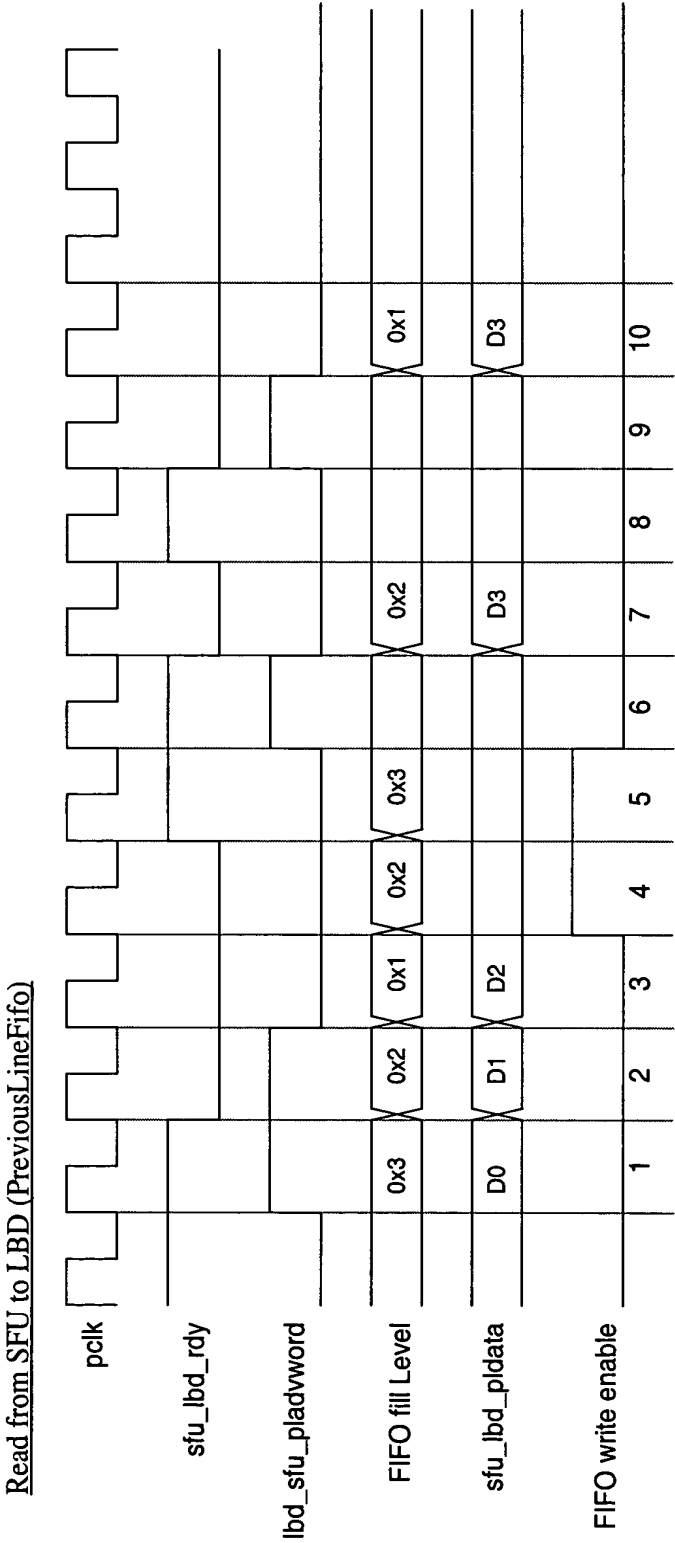 Read from SFU to LBD (PreviousLineFifo)
pclk
sfu_lbd_rdy
lbd_sfu_pladvword
FIFO fill Level 0x3 0x2 0x1 0x2 0x3 0x2 0x1
sfu_lbd_pldata D0 D1 D2 D3 D3
FIFO write enable
1 2 3 4 5 6 7 8 9 10